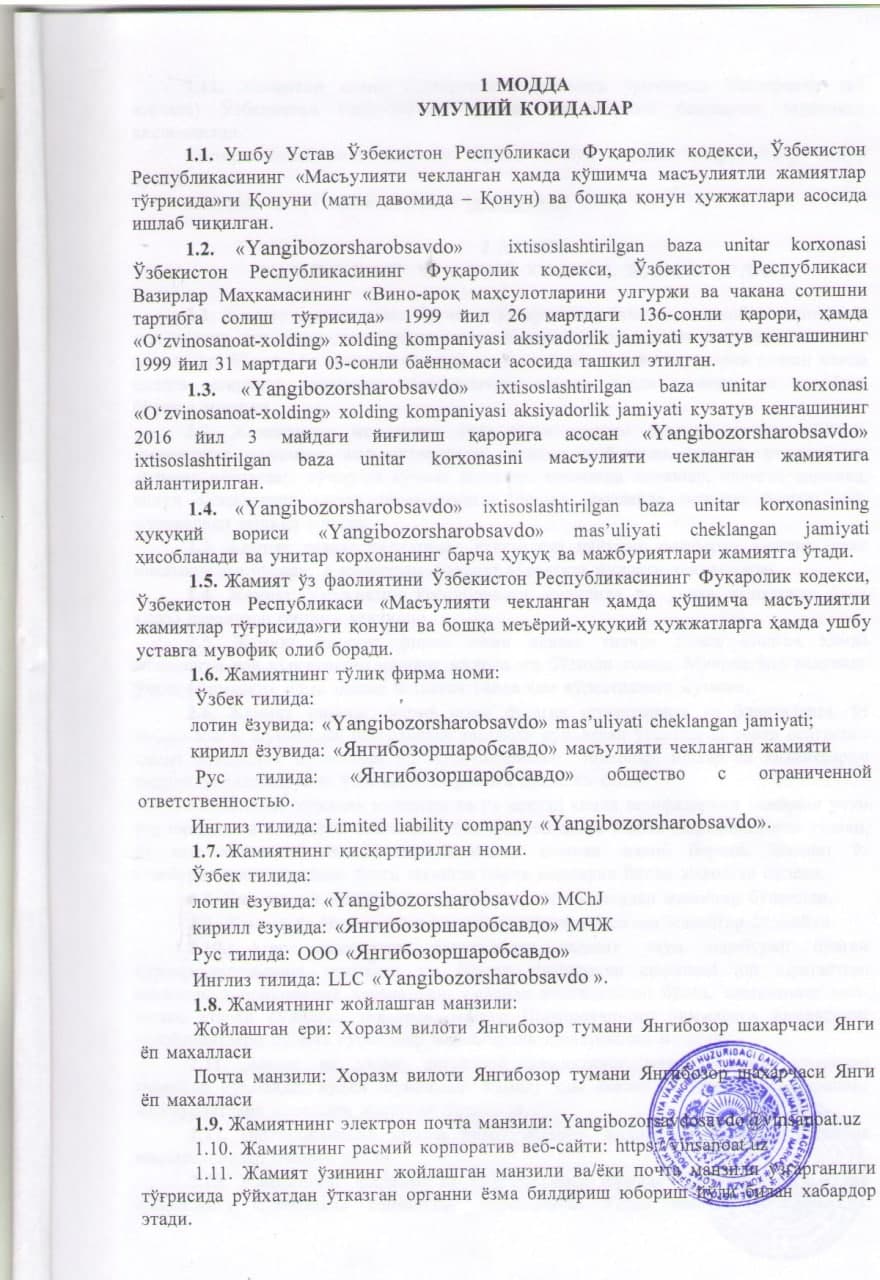 1 МОДДА
УМУМИЙ КОИДАЛАР
1.1. Ушбу Устав Ўзбекистон Республикаси Фуқаролик кодекси, Ўзбекистон
Республикасининг «Масъулияти чекланган ҳамда қўшимча масъулиятли жамиятлар
тўғрисида»ги Қонуни (матн давомида – Қонун) ва бошқа қонун ҳужжатлари асосида
ишлаб чиқилган.
1.2. «Yangibozorsharobsavdo» ixtisoslashtirilgan baza unitar korxonasi
Ўзбекистон Республикасининг Фуқаролик кодекси, Ўзбекистон Республикаси
Вазирлар Маҳкамасининг «Вино-ароқ маҳсулотларини улгуржи ва чакана сотишни
тартибга солиш тўғрисида» 1999 йил 26 мартдаги 136-сонли қарори, ҳамда
«O‘zvinosanoat-xolding» xolding kompaniyasi aksiyadorlik jamiyati кузатув кенгашининг
1999 йил 31 мартдаги 03-сонли баённомаси асосида ташкил этилган.
1.3. «Yangibozorsharobsavdo» ixtisoslashtirilgan baza unitar korxonasi
«O‘zvinosanoat-xolding» xolding kompaniyasi aksiyadorlik jamiyati кузатув кенгашининг
2016 йил 3 майдаги йиғилиш қарорига асосан «Yangibozorsharobsavdo»
ixtisoslashtirilgan baza unitar korxonasini масъулияти чекланган жамиятига
айлантирилган.
1.4. «Yangibozorsharobsavdo» ixtisoslashtirilgan baza unitar korxonasining
ҳуқуқий вориси «Yangibozorsharobsavdo» mas’uliyati cheklangan jamiyati
ҳисобланади ва унитар корхонанинг барча ҳуқуқ ва мажбуриятлари жамиятга ўтади.
1.5. Жамият ўз фаолиятини Ўзбекистон Республикасининг Фуқаролик кодекси,
Ўзбекистон Республикаси «Масъулияти чекланган ҳамда қўшимча масъулиятли
жамиятлар тўғрисида»ги қонуни ва бошқа меъёрий-ҳуқуқий ҳужжатларга ҳамда ушбу
уставга мувофиқ олиб боради.
1.6. Жамиятнинг тўлиқ фирма номи:
Ўзбек тилида:
лотин ёзувида: «Yangibozorsharobsavdo» mas’uliyati cheklangan jamiyati;
кирилл ёзувида: «Янгибозоршаробсавдо» масъулияти чекланган жамияти
Рус тилида: «Янгибозоршаробсавдо» общество с ограниченной
ответственностью.
Инглиз тилида: Limited liability company «Yangibozorsharobsavdo».
1.7. Жамиятнинг қисқартирилган номи.
Ўзбек тилида:
лотин ёзувида: «Yangibozorsharobsavdo» MChJ
кирилл ёзувида: «Янгибозоршаробсавдо» МЧЖ
Рус тилида: ООО «Янгибозоршаробсавдо»
Инглиз тилида: LLC «Yangibozorsharobsavdo ».
1.8. Жамиятнинг жойлашган манзили:
Жойлашган ери: Хоразм вилоти Янгибозор тумани Янгибозор шахарчаси Янги
ёп махалласи
Почта манзили: Хоразм вилоти Янгибозор тумани Янгибозор шахарчаси Янги
ёп махалласи
1.9. Жамиятнинг электрон почта манзили: Yangibozorsavdosavdo@vinsanoat.uz
1.10. Жамиятнинг расмий корпоратив веб-сайти: https: vinsanoat.uz
1.11. Жамият ўзининг жойлашган манзили ва/ёки почта манзили ўзгарганлиги
тўғрисида рўйхатдан ўтказган органни ёзма билдириш юбориш йўли билан хабардор
этади.